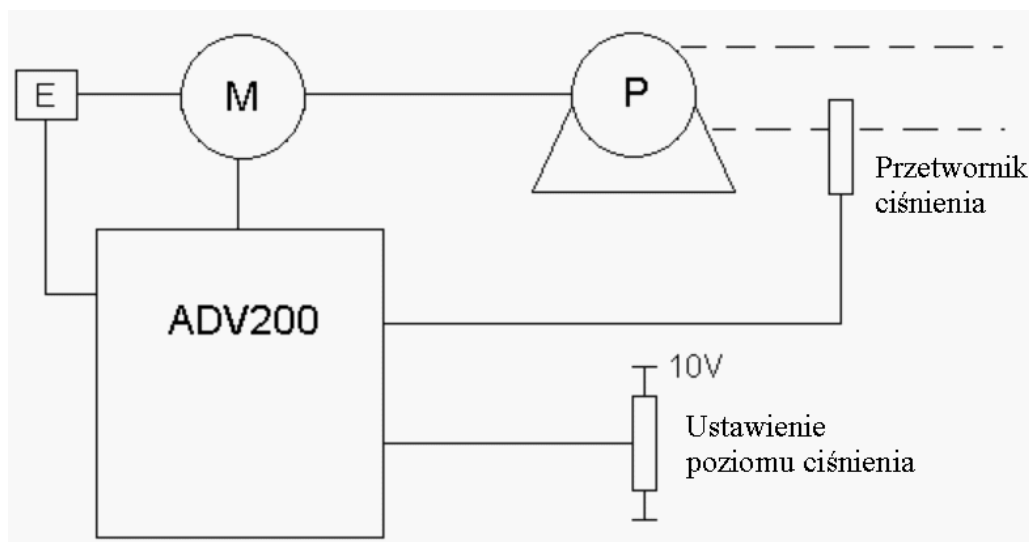 E
M
P
Przetwornik
ciśnienia
ADV200
10V
Ustawienie
poziomu ciśnienia